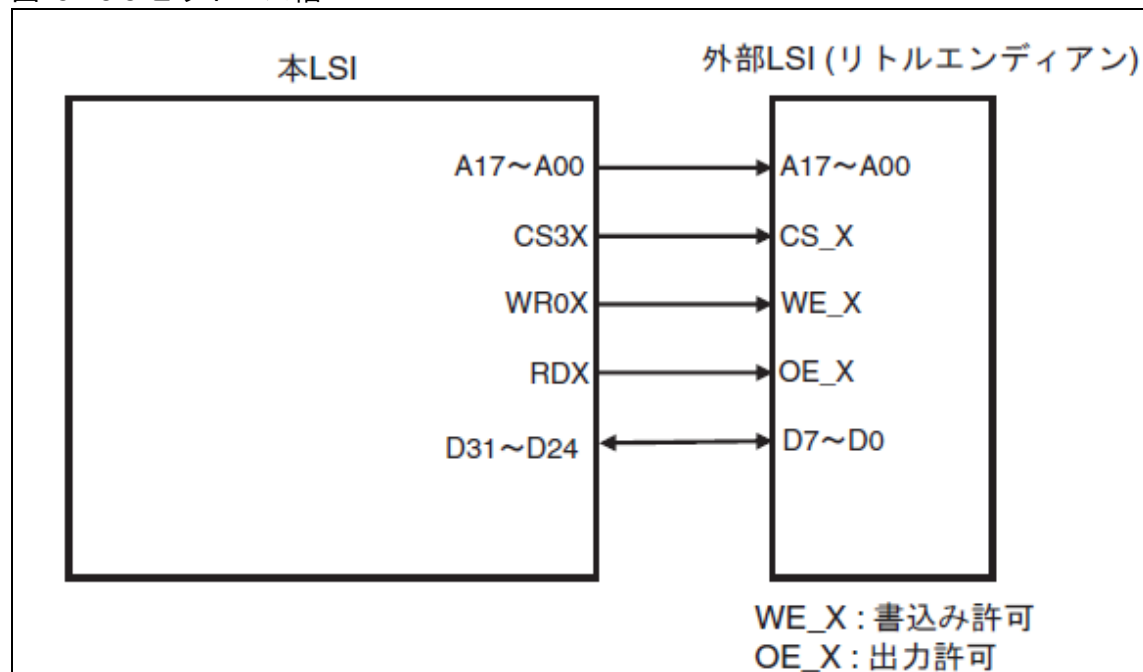 本LSI
外部LSI (リトルエンディアン)
A17～A00
A17～A00
CS3X
CS_X
WR0X
WE_X
RDX
OE_X
D31～D24
D7～D0
WE_X : 書込み許可
OE_X : 出力許可